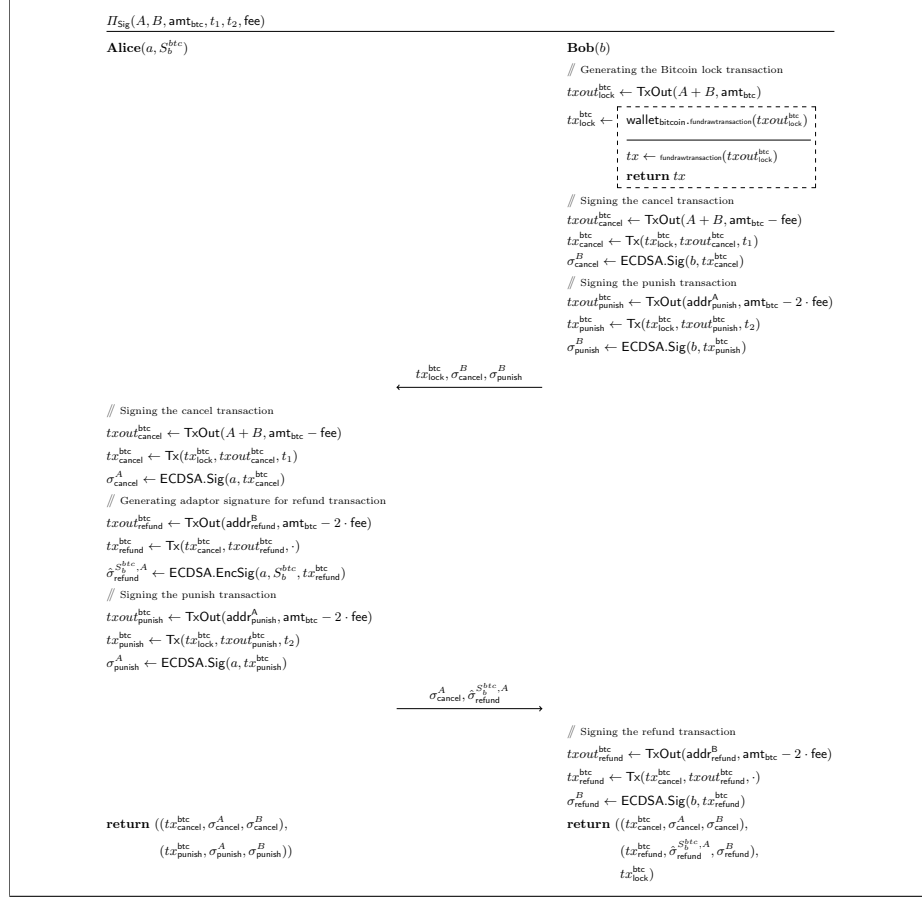 Π_Sig(A, B, amt_btc, t_1, t_2, fee)
Alice(a, S_b^{btc})
Bob(b)
// Generating the Bitcoin lock transaction
txout_lock^btc ← TxOut(A + B, amt_btc)
tx_lock^btc ← wallet_bitcoin.fundrawtransaction(txout_lock^btc)
tx ← fundrawtransaction(txout_lock^btc)
return tx
// Signing the cancel transaction
txout_cancel^btc ← TxOut(A + B, amt_btc − fee)
tx_cancel^btc ← Tx(tx_lock^btc, txout_cancel^btc, t_1)
σ_cancel^B ← ECDSA.Sig(b, tx_cancel^btc)
// Signing the punish transaction
txout_punish^btc ← TxOut(addr_punish^A, amt_btc − 2 · fee)
tx_punish^btc ← Tx(tx_lock^btc, txout_punish^btc, t_2)
σ_punish^B ← ECDSA.Sig(b, tx_punish^btc)
tx_lock^btc, σ_cancel^B, σ_punish^B
// Signing the cancel transaction
txout_cancel^btc ← TxOut(A + B, amt_btc − fee)
tx_cancel^btc ← Tx(tx_lock^btc, txout_cancel^btc, t_1)
σ_cancel^A ← ECDSA.Sig(a, tx_cancel^btc)
// Generating adaptor signature for refund transaction
txout_refund^btc ← TxOut(addr_refund^B, amt_btc − 2 · fee)
tx_refund^btc ← Tx(tx_cancel^btc, txout_refund^btc, ·)
σ̂_refund^{S_b^{btc}, A} ← ECDSA.EncSig(a, S_b^{btc}, tx_refund^btc)
// Signing the punish transaction
txout_punish^btc ← TxOut(addr_punish^A, amt_btc − 2 · fee)
tx_punish^btc ← Tx(tx_lock^btc, txout_punish^btc, t_2)
σ_punish^A ← ECDSA.Sig(a, tx_punish^btc)
σ_cancel^A, σ̂_refund^{S_b^{btc}, A}
// Signing the refund transaction
txout_refund^btc ← TxOut(addr_refund^B, amt_btc − 2 · fee)
tx_refund^btc ← Tx(tx_cancel^btc, txout_refund^btc, ·)
σ_refund^B ← ECDSA.Sig(b, tx_refund^btc)
return ((tx_cancel^btc, σ_cancel^A, σ_cancel^B),
(tx_punish^btc, σ_punish^A, σ_punish^B))
return ((tx_cancel^btc, σ_cancel^A, σ_cancel^B),
(tx_refund^btc, σ̂_refund^{S_b^{btc}, A}, σ_refund^B),
tx_lock^btc)